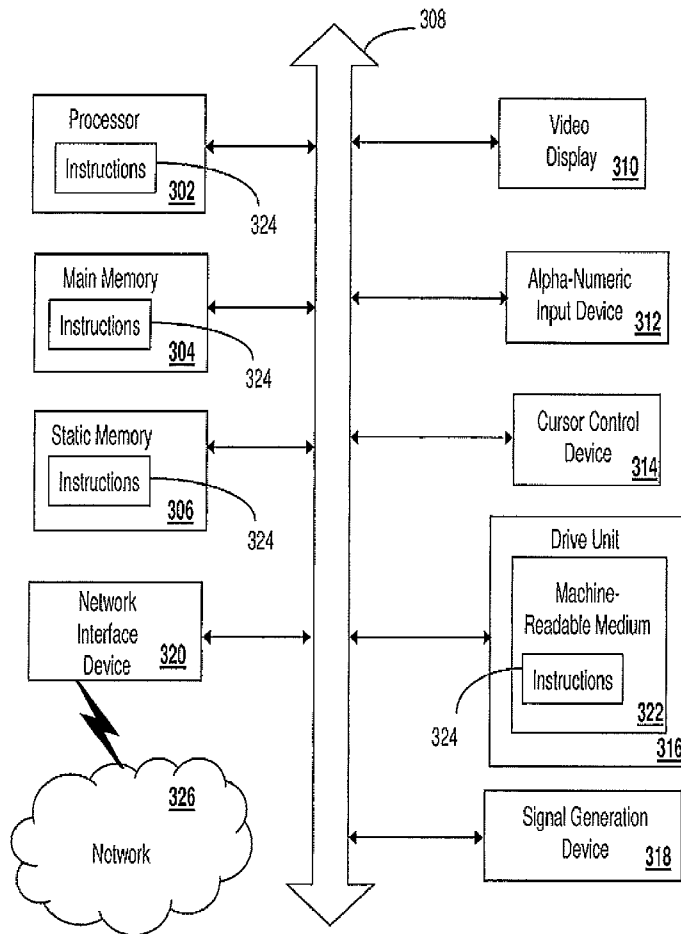 308
Processor
Instructions
302
324
Main Memory
Instructions
304
324
Static Memory
Instructions
306
324
Network
Interface
Device
320
326
Network
Video
Display
310
Alpha-Numeric
Input Device
312
Cursor Control
Device
314
Drive Unit
Machine-
Readable Medium
Instructions
322
324
316
Signal Generation
Device
318